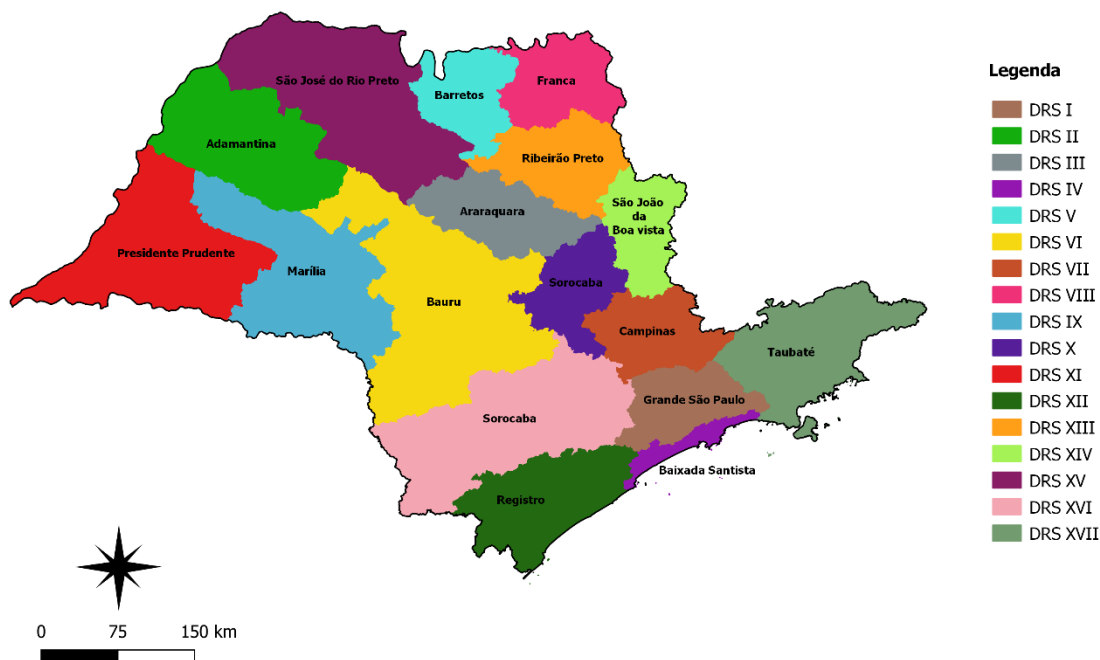 São José do Rio Preto
Barretos
Franca
Adamantina
Ribeirão Preto
Araraquara
São João
da
Boa vista
Presidente Prudente
Marília
Sorocaba
Bauru
Campinas
Taubaté
Grande São Paulo
Sorocaba
Baixada Santista
Registro
0 75 150 km
Legenda
DRS I
DRS II
DRS III
DRS IV
DRS V
DRS VI
DRS VII
DRS VIII
DRS IX
DRS X
DRS XI
DRS XII
DRS XIII
DRS XIV
DRS XV
DRS XVI
DRS XVII